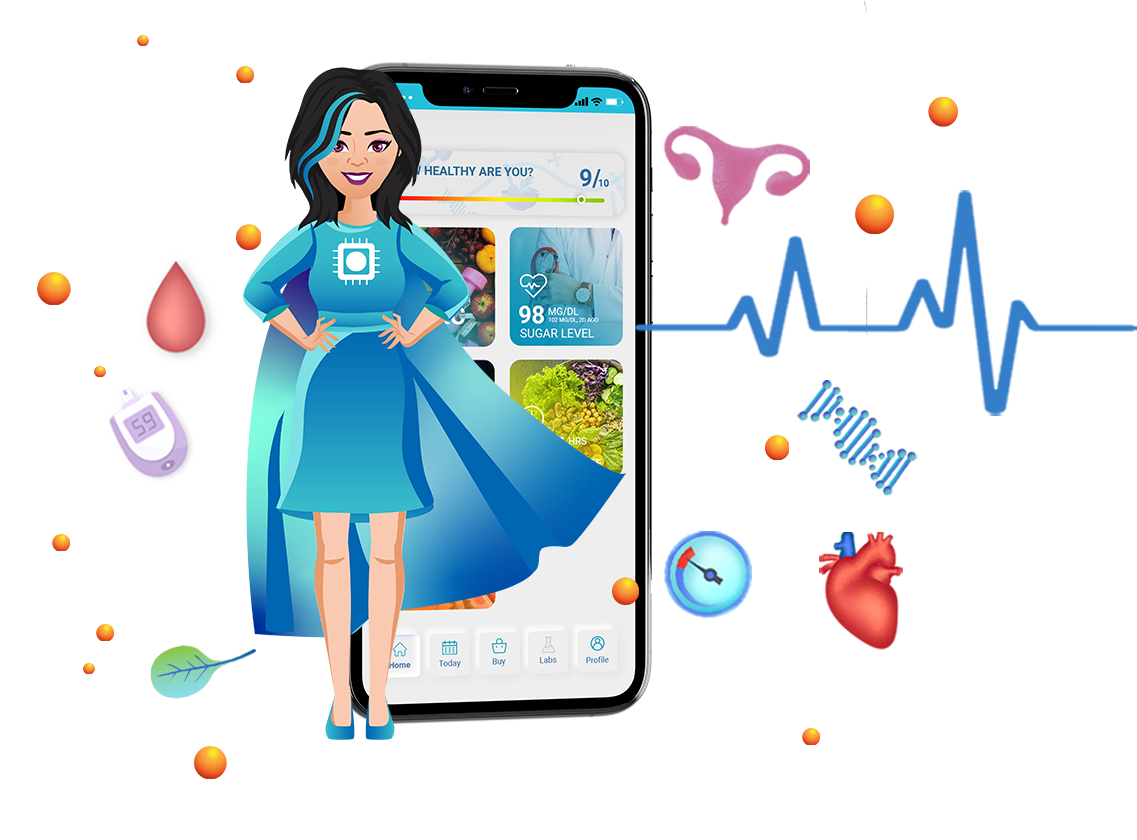 HEALTHY ARE YOU?
9/10
98 MG/DL
102 MG/DL, 2D AGO
SUGAR LEVEL
HRS
59
Home
Today
Buy
Labs
Profile